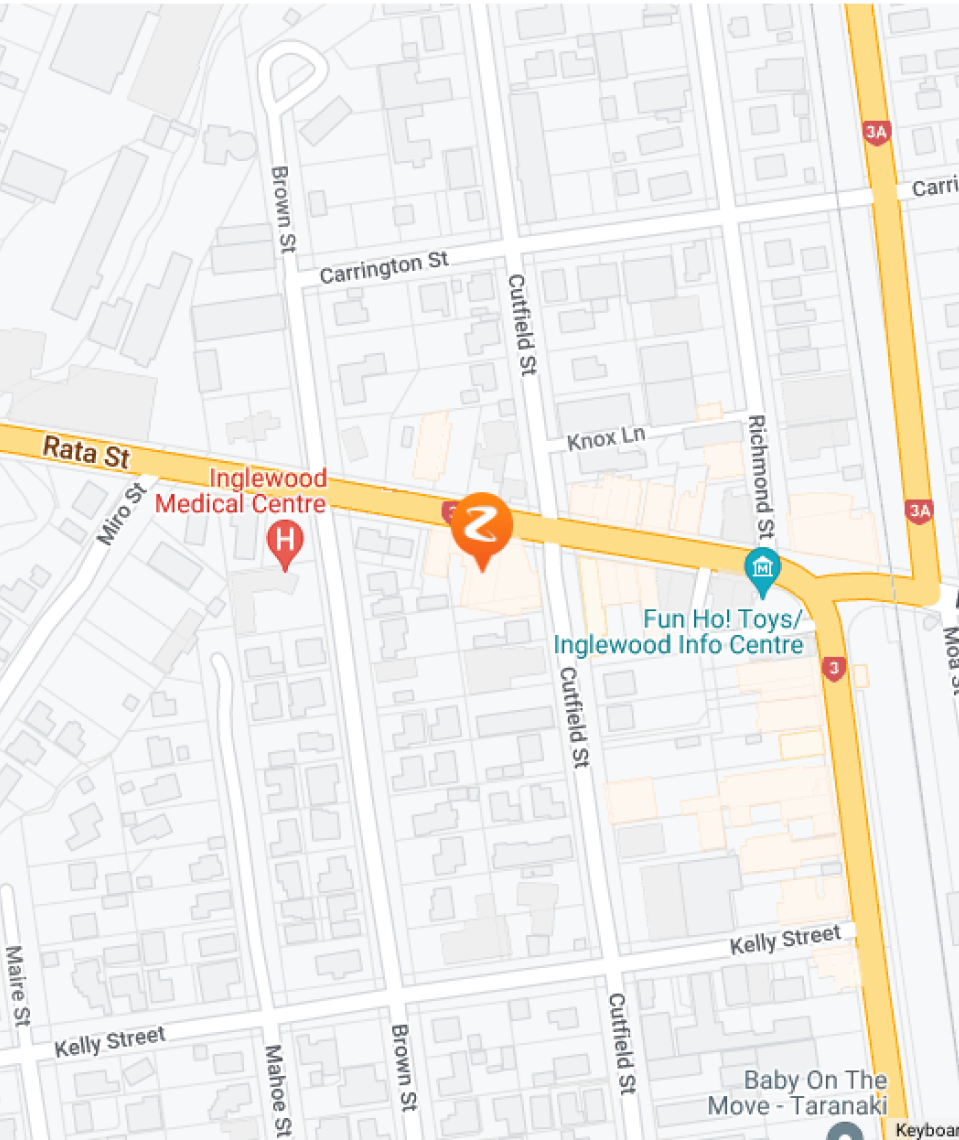 3A
Carri
Brown St
Carrington St
Cutfield St
Knox Ln
Richmond St
Rata St
Miro St
Inglewood
Medical Centre
H
3
Z
3A
M
Fun Ho! Toys/
Inglewood Info Centre
Moa St
3
Cutfield St
Kelly Street
Maire St
Kelly Street
Mahoe St
Brown St
Cutfield St
Baby On The
Move - Taranaki
Keyboar